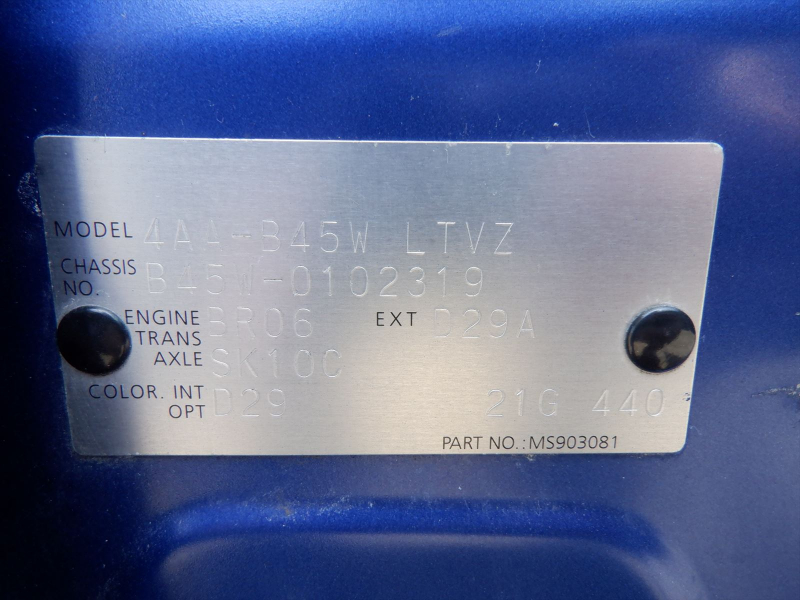 MODEL 4AA-B45W LTVZ
CHASSIS NO. B45W-0102319
ENGINE BR06 EXT D29A
TRANS AXLE SK10C
COLOR. INT D29 21G 440
OPT
PART NO.:MS903081